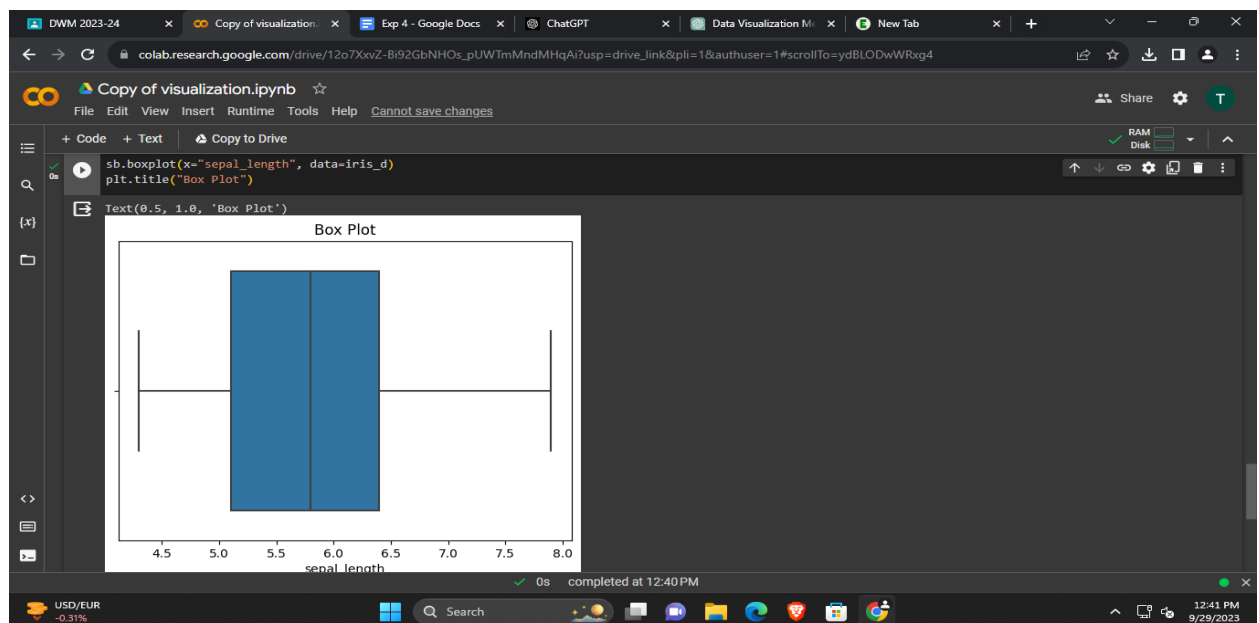 DWM 2023-24
Copy of visualization.
Exp 4 - Google Docs
ChatGPT
Data Visualization Me
New Tab
colab.research.google.com/drive/12o7XxvZ-Bi92GbNHOs_pUWTmMndMHqAi?usp=drive_link&pli=1&authuser=1#scrollTo=ydBLODwWRxg4
CO
Copy of visualization.ipynb
Share
T
File Edit View Insert Runtime Tools Help Cannot save changes
+ Code + Text Copy to Drive
RAM
Disk
0s
sb.boxplot(x="sepal_length", data=iris_d)
plt.title("Box Plot")
{x}
Text(0.5, 1.0, 'Box Plot')
Box Plot
4.5 5.0 5.5 6.0 6.5 7.0 7.5 8.0
sepal_length
0s completed at 12:40 PM
USD/EUR
-0.31%
Search
12:41 PM
9/29/2023